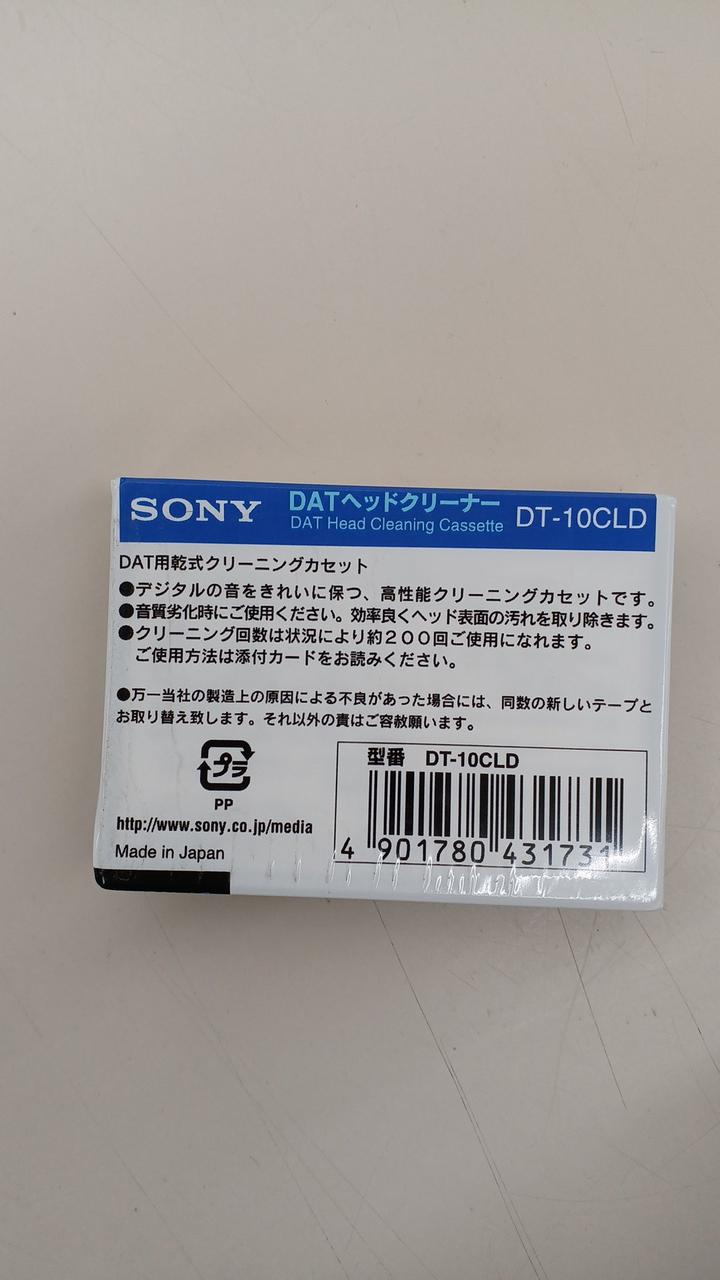 SONY DATヘッドクリーナー DT-10CLD
DAT Head Cleaning Cassette
DAT用乾式クリーニングカセット
●デジタルの音をきれいに保つ、高性能クリーニングカセットです。
●音質劣化時にご使用ください。効率良くヘッド表面の汚れを取り除きます。
●クリーニング回数は状況により約２００回ご使用になれます。
ご使用方法は添付カードをお読みください。
●万一当社の製造上の原因による不良があった場合には、同数の新しいテープと
お取り替え致します。それ以外の責はご容赦願います。
プラ
PP
http://www.sony.co.jp/media
Made in Japan
型番 DT-10CLD
4 901780 431731